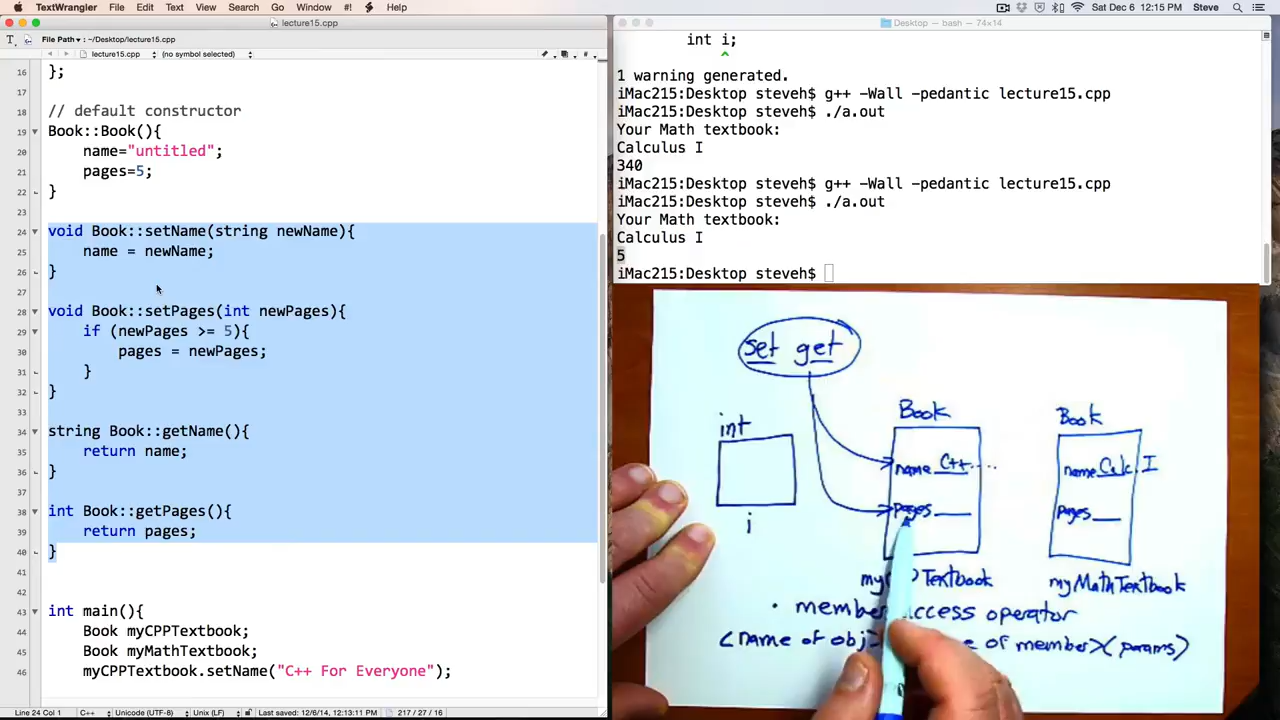 TextWrangler File Edit Text View Search Go Window #! Help
Sat Dec 6 12:15 PM Steve
lecture15.cpp
File Path ▾ : ~/Desktop/lecture15.cpp
lecture15.cpp (no symbol selected)
16 };
17
18 // default constructor
19 Book::Book(){
20 name="untitled";
21 pages=5;
22 }
23
24 void Book::setName(string newName){
25 name = newName;
26 }
27
28 void Book::setPages(int newPages){
29 if (newPages >= 5){
30 pages = newPages;
31 }
32 }
33
34 string Book::getName(){
35 return name;
36 }
37
38 int Book::getPages(){
39 return pages;
40 }
41
42
43 int main(){
44 Book myCPPTextbook;
45 Book myMathTextbook;
46 myCPPTextbook.setName("C++ For Everyone");
Line 24 Col 1 C++ Unicode (UTF-8) Unix (LF) Last saved: 12/6/14, 12:13:11 PM 217 / 27 / 16
Desktop — bash — 74×14
int i;
^
1 warning generated.
iMac215:Desktop steveh$ g++ -Wall -pedantic lecture15.cpp
iMac215:Desktop steveh$ ./a.out
Your Math textbook:
Calculus I
340
iMac215:Desktop steveh$ g++ -Wall -pedantic lecture15.cpp
iMac215:Desktop steveh$ ./a.out
Your Math textbook:
Calculus I
5
iMac215:Desktop steveh$
set get
int
i
Book
name C++....
pages
Textbook
Book
name Calc. I
pages
myMathTextbook
. member access operator
<name of of member>(params)